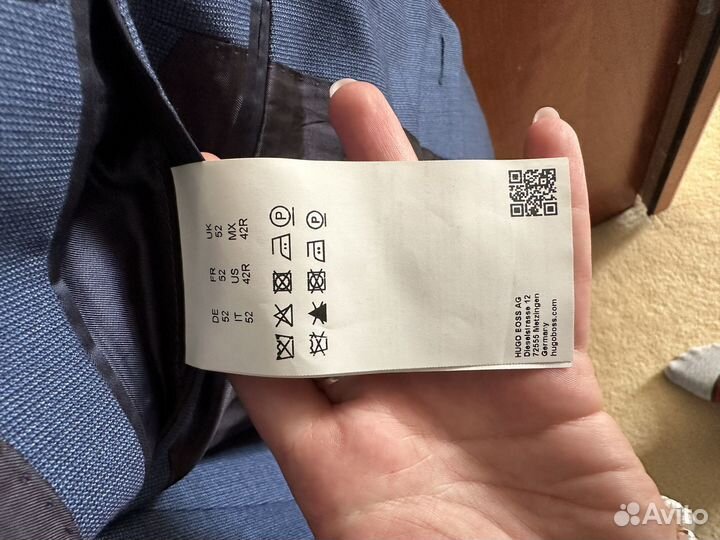 DE FR UK
52 52 52
IT US MX
52 42R 42R
P
P
HUGO BOSS AG
Dieselstrasse 12
72555 Metzingen
Germany
hugoboss.com
Avito